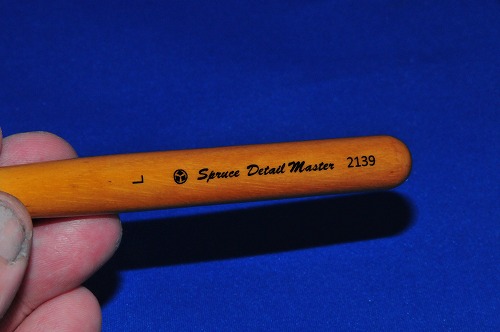 L Spruce Detail Master 2139